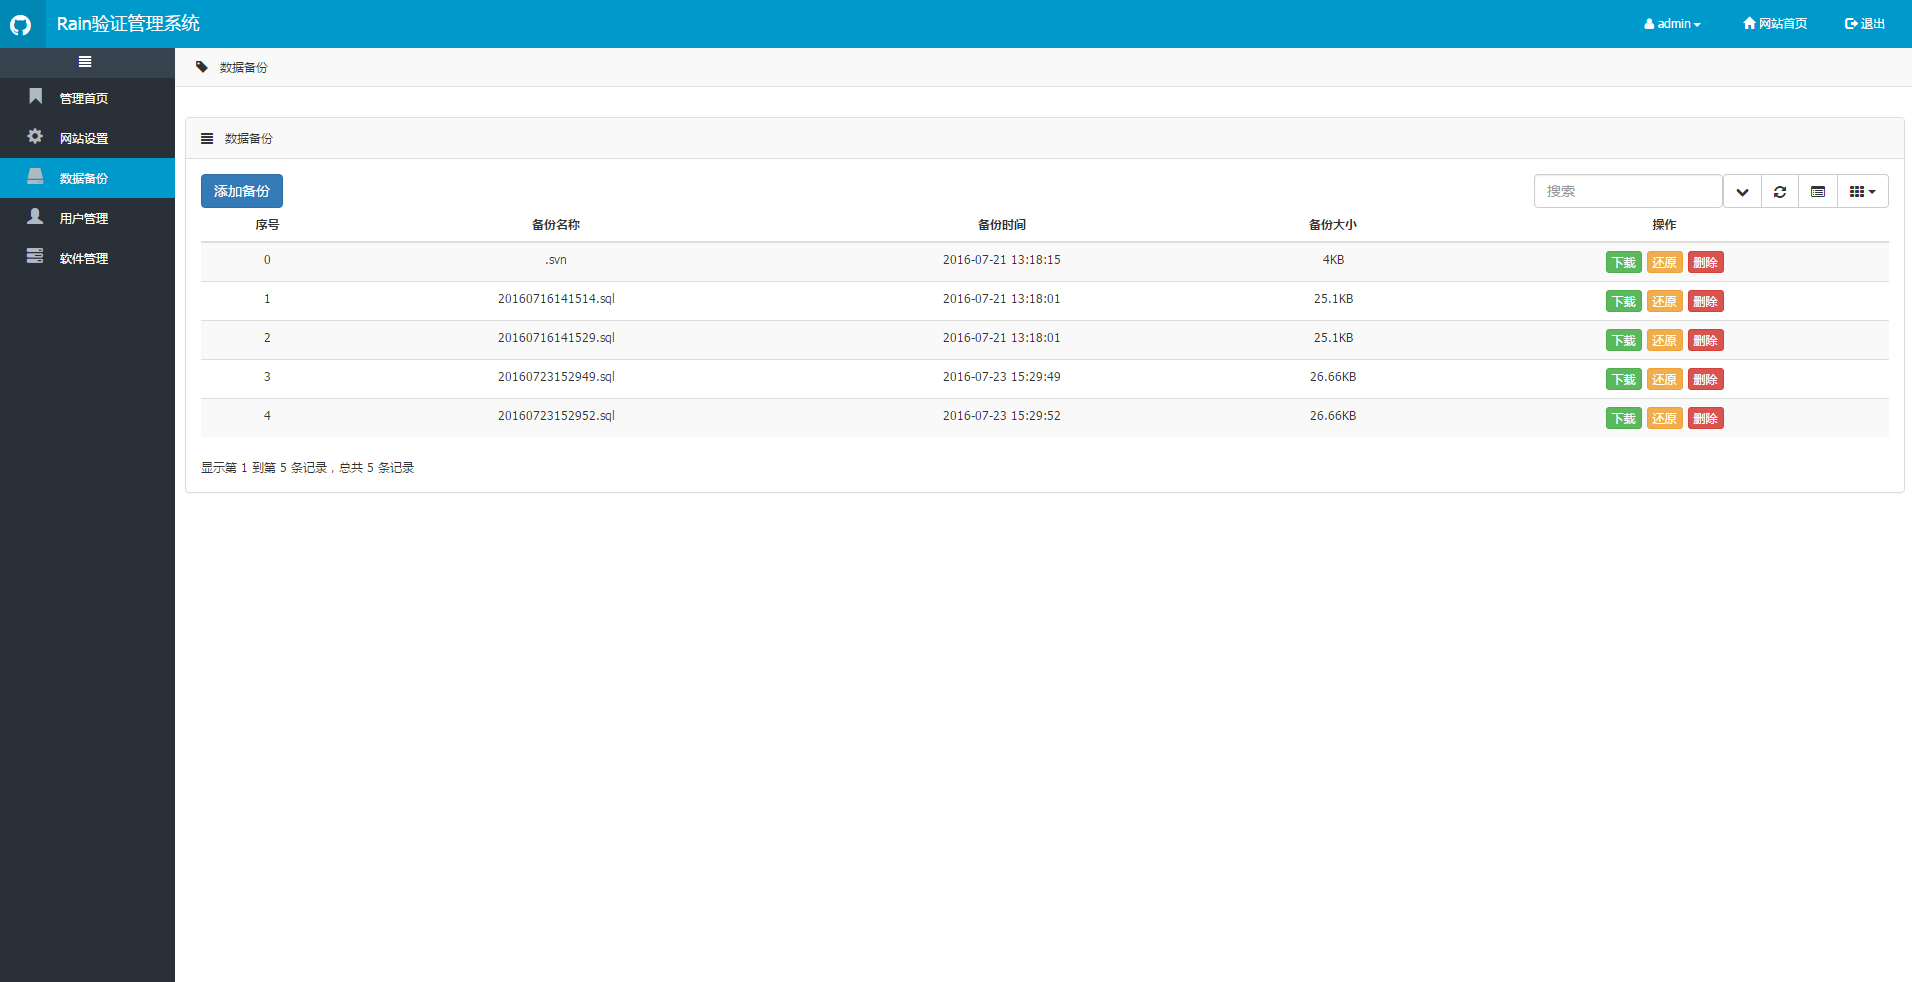 Rain验证管理系统
admin 网站首页 退出
管理首页
网站设置
数据备份
用户管理
软件管理
数据备份
数据备份
添加备份
搜索
序号 备份名称 备份时间 备份大小 操作
0 .svn 2016-07-21 13:18:15 4KB 下载 还原 删除
1 20160716141514.sql 2016-07-21 13:18:01 25.1KB 下载 还原 删除
2 20160716141529.sql 2016-07-21 13:18:01 25.1KB 下载 还原 删除
3 20160723152949.sql 2016-07-23 15:29:49 26.66KB 下载 还原 删除
4 20160723152952.sql 2016-07-23 15:29:52 26.66KB 下载 还原 删除
显示第 1 到第 5 条记录，总共 5 条记录